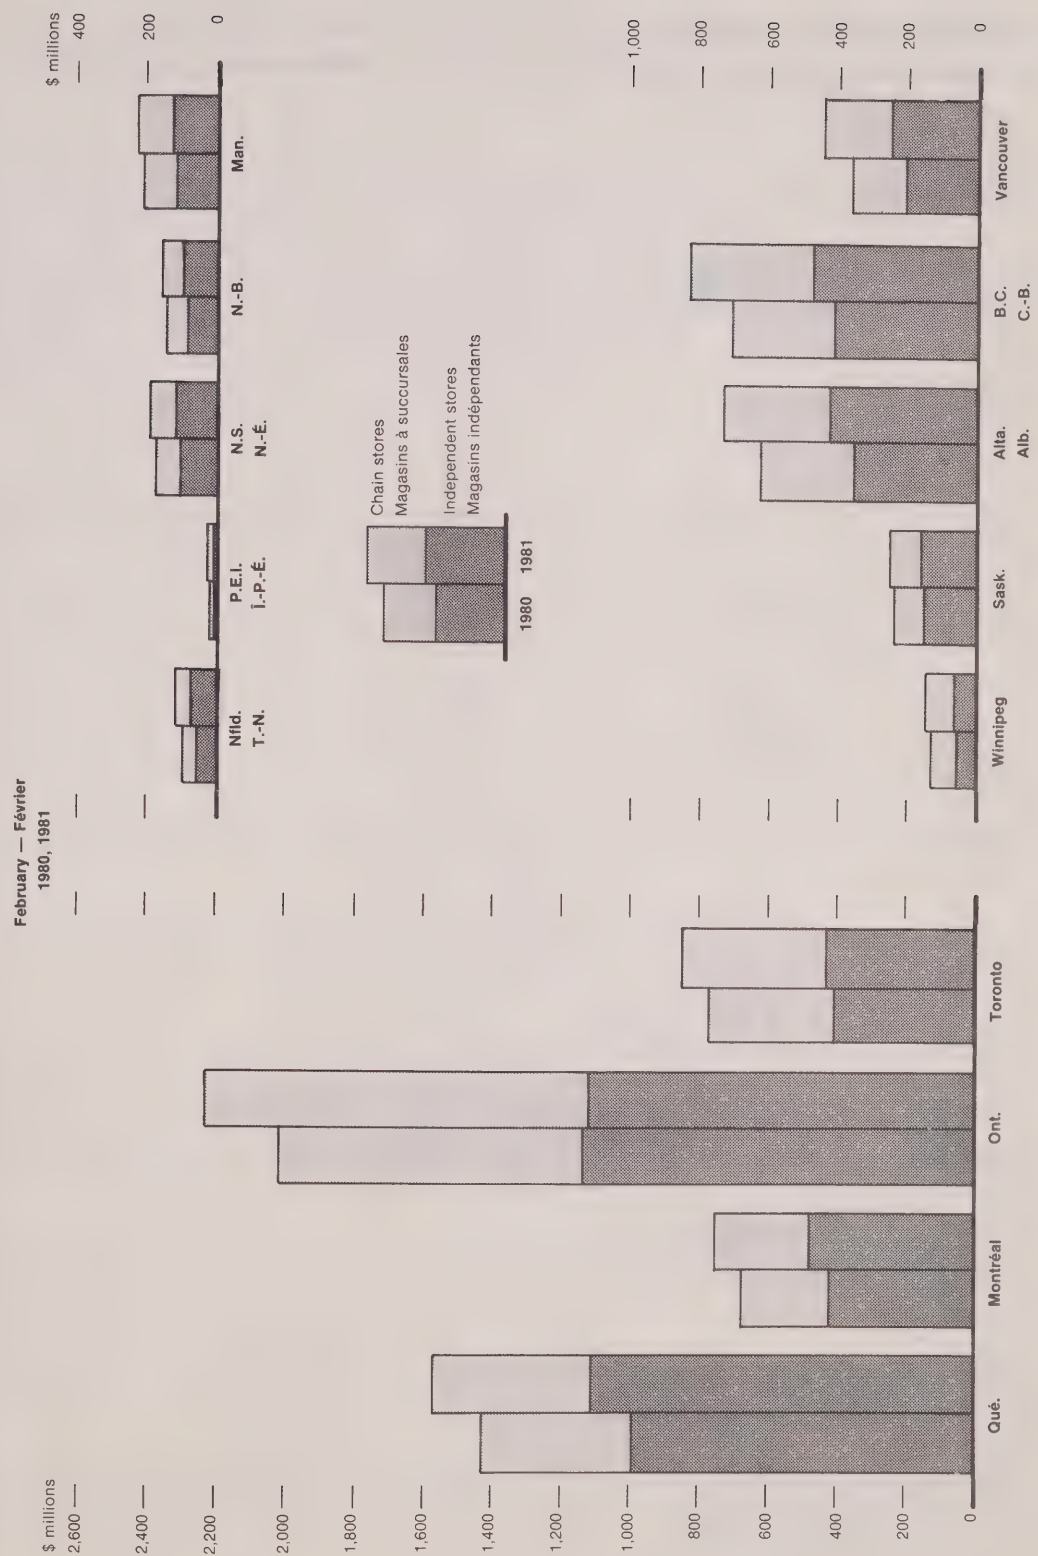 February — Février
1980, 1981
$ millions
2,600
2,400
2,200
2,000
1,800
1,600
1,400
1,200
1,000
800
600
400
200
0
Qué.
Montréal
Ont.
Toronto
$ millions
400
200
0
Nfld.
T.-N.
P.E.I.
Î.-P.-É.
N.S.
N.-É.
N.-B.
Man.
Chain stores
Magasins à succursales
Independent stores
Magasins indépendants
1980
1981
1,000
800
600
400
200
0
Winnipeg
Sask.
Alta.
Alb.
B.C.
C.-B.
Vancouver